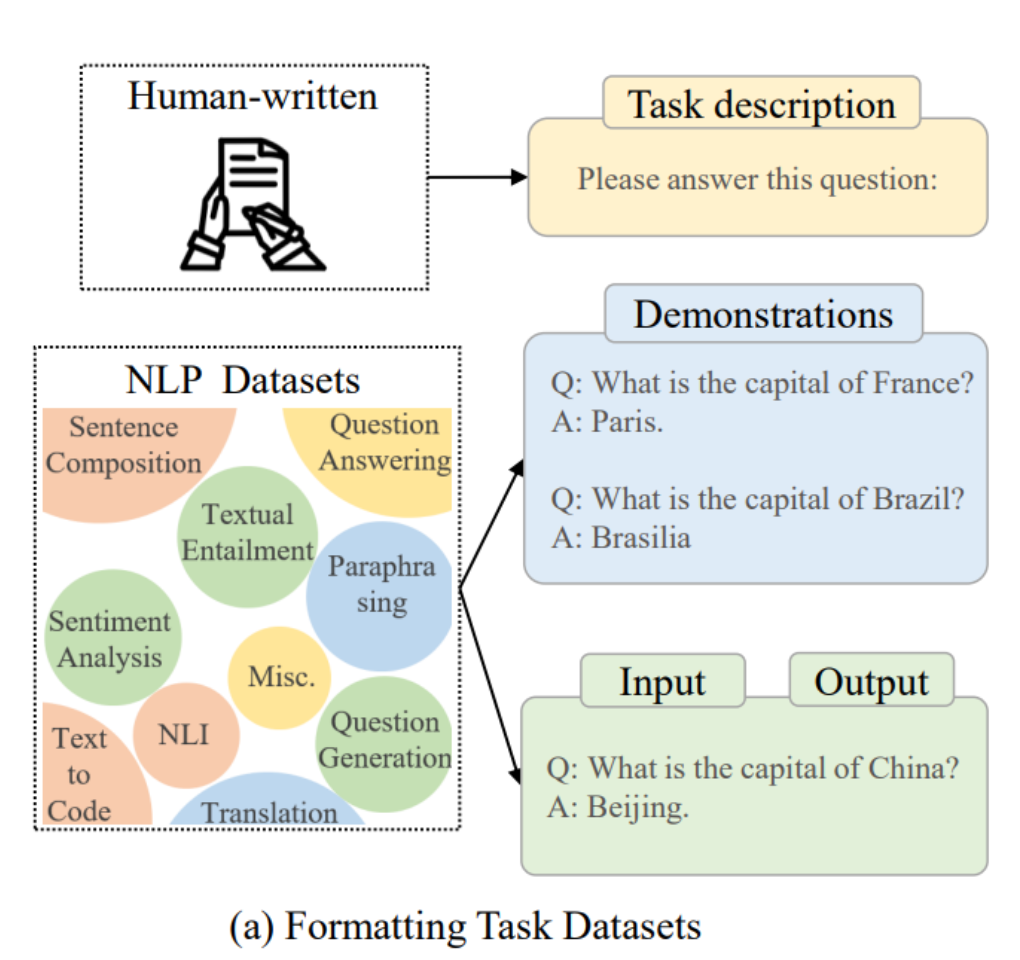 Human-written
Task description
Please answer this question:
Demonstrations
Q: What is the capital of France?
A: Paris.
Q: What is the capital of Brazil?
A: Brasilia
NLP Datasets
Sentence
Composition
Question
Answering
Textual
Entailment
Paraphra
sing
Sentiment
Analysis
Misc.
NLI
Question
Generation
Text
to
Code
Translation
Input
Output
Q: What is the capital of China?
A: Beijing.
(a) Formatting Task Datasets